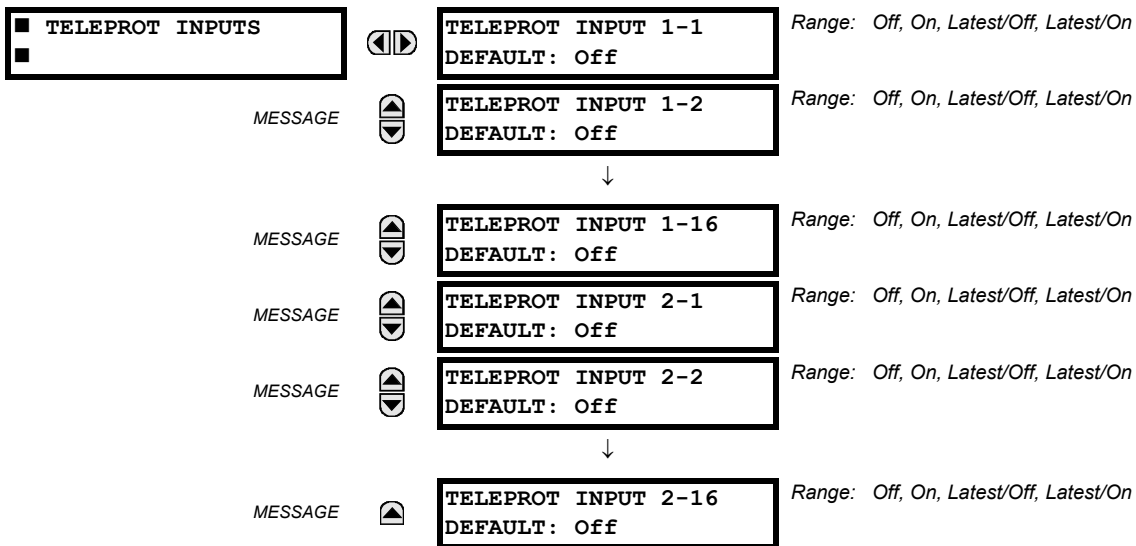 ■ TELEPROT INPUTS
■
TELEPROT INPUT 1-1
DEFAULT: Off
Range: Off, On, Latest/Off, Latest/On
MESSAGE
TELEPROT INPUT 1-2
DEFAULT: Off
Range: Off, On, Latest/Off, Latest/On
↓
MESSAGE
TELEPROT INPUT 1-16
DEFAULT: Off
Range: Off, On, Latest/Off, Latest/On
MESSAGE
TELEPROT INPUT 2-1
DEFAULT: Off
Range: Off, On, Latest/Off, Latest/On
MESSAGE
TELEPROT INPUT 2-2
DEFAULT: Off
Range: Off, On, Latest/Off, Latest/On
↓
MESSAGE
TELEPROT INPUT 2-16
DEFAULT: Off
Range: Off, On, Latest/Off, Latest/On